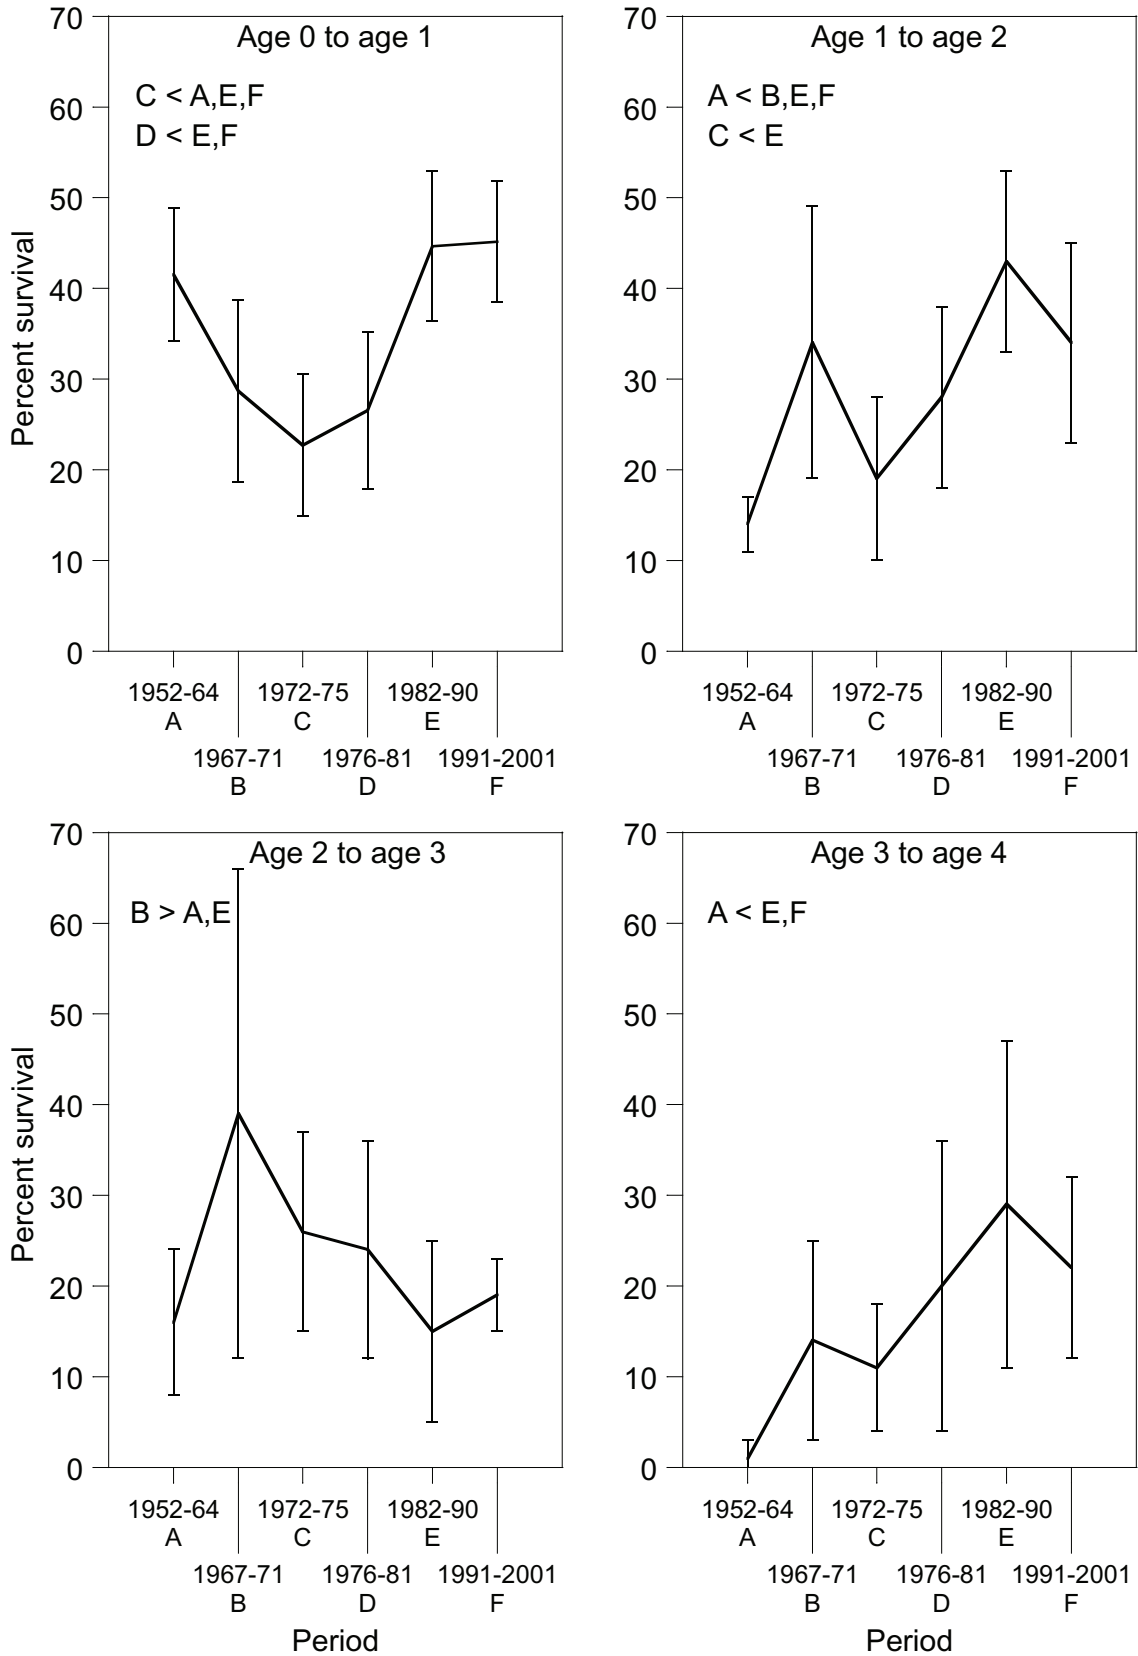 Age 0 to age 1
C < A,E,F
D < E,F
Percent survival
70
60
50
40
30
20
10
0
1952-64 1972-75 1982-90
A C E
1967-71 1976-81 1991-2001
B D F
Age 1 to age 2
A < B,E,F
C < E
70
60
50
40
30
20
10
0
1952-64 1972-75 1982-90
A C E
1967-71 1976-81 1991-2001
B D F
Age 2 to age 3
B > A,E
Percent survival
70
60
50
40
30
20
10
0
1952-64 1972-75 1982-90
A C E
1967-71 1976-81 1991-2001
B D F
Period
Age 3 to age 4
A < E,F
70
60
50
40
30
20
10
0
1952-64 1972-75 1982-90
A C E
1967-71 1976-81 1991-2001
B D F
Period